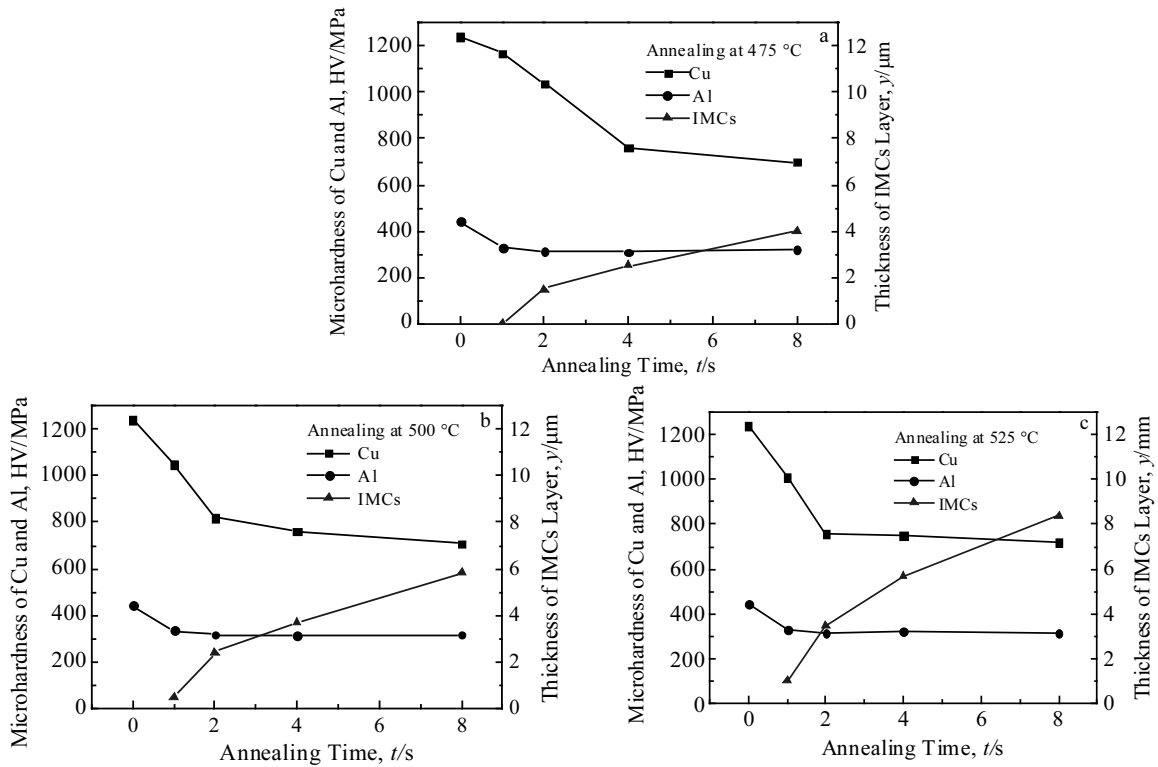 Microhardness of Cu and Al, HV/MPa
1200
1000
800
600
400
200
0
Annealing at 475 °C
Cu
Al
IMCs
a
12
10
8
6
4
2
0
Thickness of IMCs Layer, y/μm
0 2 4 6 8
Annealing Time, t/s
Microhardness of Cu and Al, HV/MPa
1200
1000
800
600
400
200
0
Annealing at 500 °C
Cu
Al
IMCs
b
12
10
8
6
4
2
0
Thickness of IMCs Layer, y/μm
0 2 4 6 8
Annealing Time, t/s
Microhardness of Cu and Al, HV/MPa
1200
1000
800
600
400
200
0
Annealing at 525 °C
Cu
Al
IMCs
c
12
10
8
6
4
2
0
Thickness of IMCs Layer, y/mm
0 2 4 6 8
Annealing Time, t/s